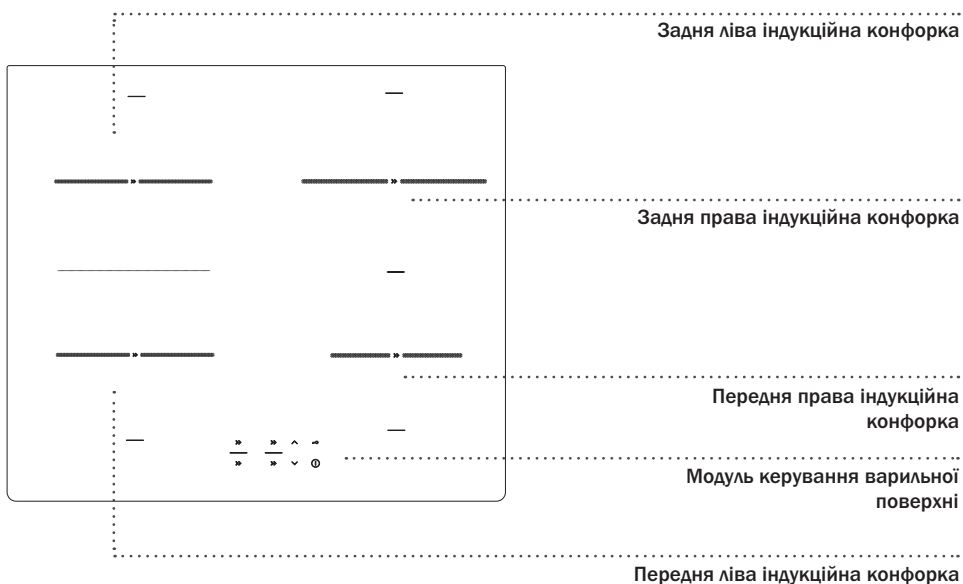 Задня ліва індукційна конфорка
Задня права індукційна конфорка
Передня права індукційна
конфорка
Модуль керування варильної
поверхні
Передня ліва індукційна конфорка